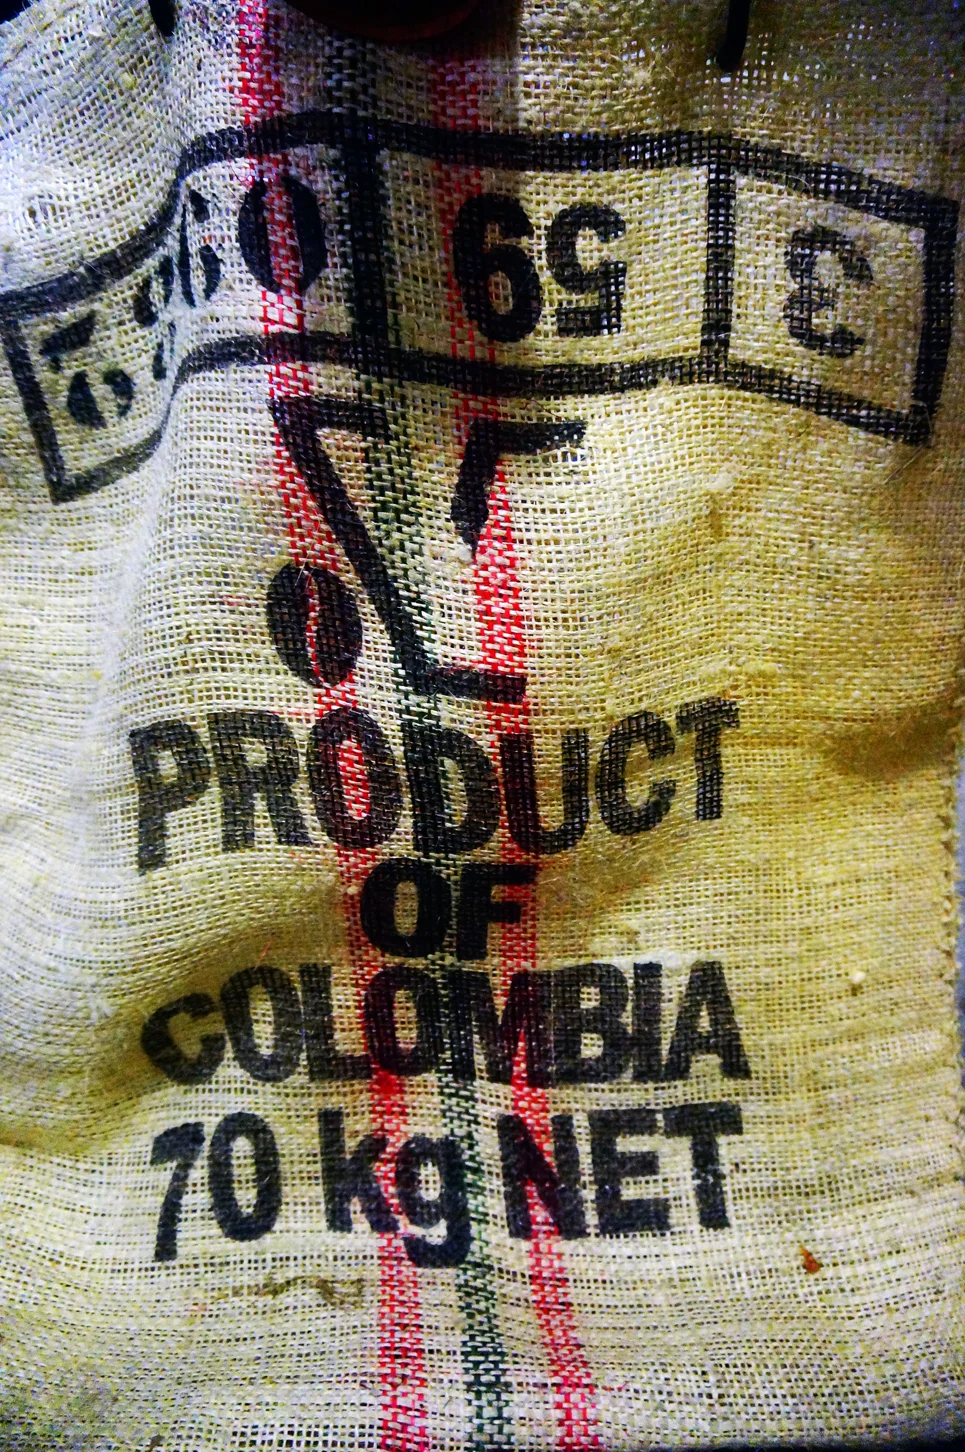 3 59
PRODUCT
OF
COLOMBIA
70 kg NET